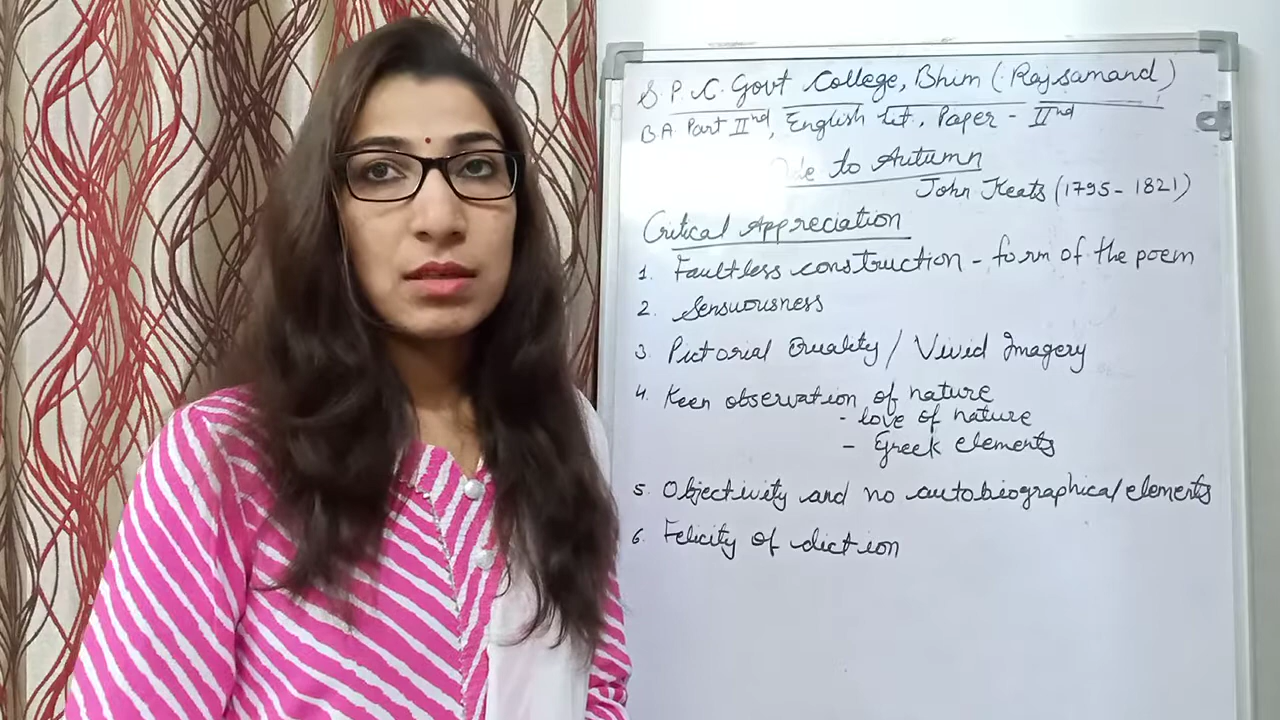 S. P. C. Govt College, Bhim (Rajsamand)
B.A. Part IInd, English Lit., Paper - IInd
de to Autumn
John Keats (1795-1821)
Critical Appreciation
1. Faultless construction - form of the poem
2. Sensuousness
3. Pictorial Quality / Vivid Imagery
4. Keen observation of nature
- love of nature
- Greek elements
5. Objectivity and no autobiographical elements
6. Felicity of diction